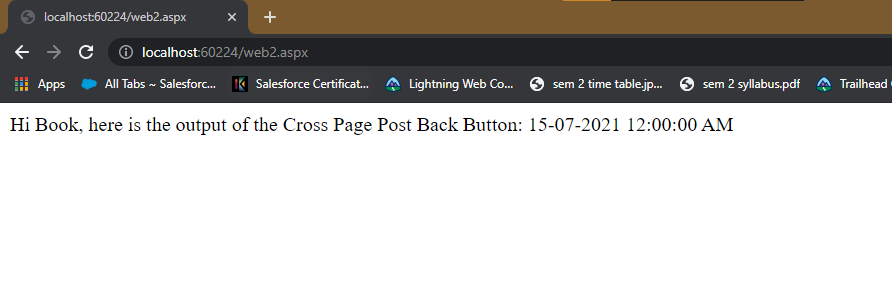 localhost:60224/web2.aspx
localhost:60224/web2.aspx
Apps All Tabs ~ Salesforc... Salesforce Certificat... Lightning Web Co... sem 2 time table.jp... sem 2 syllabus.pdf Trailhead
Hi Book, here is the output of the Cross Page Post Back Button: 15-07-2021 12:00:00 AM